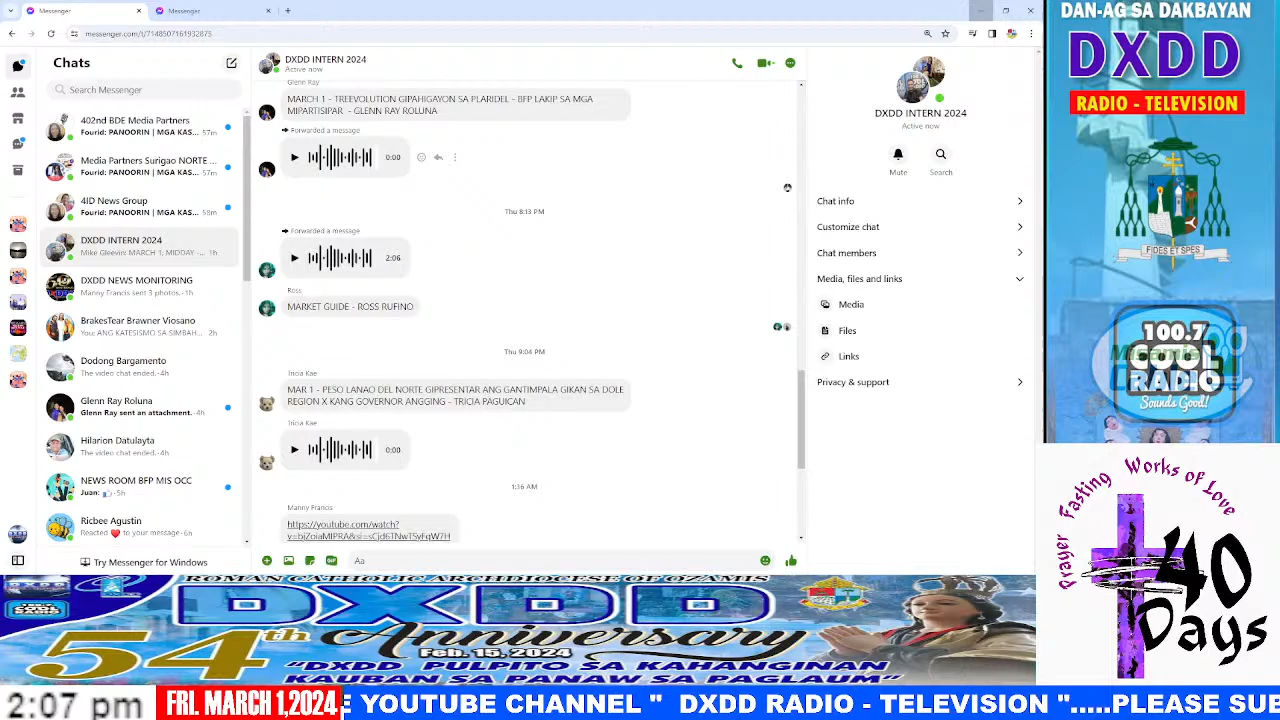 Messenger
Messenger
messenger.com/t/7148507161932875
Chats
Search Messenger
402nd BDE Media Partners
Fourid: PANOORIN | MGA KAS... 57m
Media Partners Surigao NORTE ...
Fourid: PANOORIN | MGA KAS... 57m
4ID News Group
Fourid: PANOORIN | MGA KAS... 58m
DXDD INTERN 2024
Mike Gleevin: MARCH 1, MIDDAY -... 1h
DXDD NEWS MONITORING
Manny Francis sent 3 photos. · 1h
BrakesTear Brawner Viosano
You: ANG KATESISMO SA SIMBAH... 2h
Dodong Bargamento
The video chat ended. · 4h
Glenn Ray Roluna
Glenn Ray sent an attachment. · 4h
Hilarion Datulayta
The video chat ended. · 4h
NEWS ROOM BFP MIS OCC
Juan: 👍 · 5h
Ricbee Agustin
Reacted ❤ to your message · 6h
Try Messenger for Windows
DXDD INTERN 2024
Active now
Glenn Ray
MARCH 1 - TREEVOLUTION GIPAHIGAYON SA PLARIDEL - BFP LAKIP SA MGA
MIPARTISIPAR - GLENN RAY ROLUNA
Forwarded a message
0:00
Thu 8:13 PM
Forwarded a message
2:06
Ross
MARKET GUIDE - ROSS RUFINO
Thu 9:04 PM
Tricia Kae
MAR 1 - PESO LANAO DEL NORTE GIPRESENTAR ANG GANTIMPALA GIKAN SA DOLE
REGION X KANG GOVERNOR ANGGING - TRICIA PAGUICAN
Tricia Kae
0:00
1:36 AM
Manny Francis
https://youtube.com/watch?
Aa
GIF
DXDD INTERN 2024
Active now
Mute
Search
Chat info
Customize chat
Chat members
Media, files and links
Media
Files
Links
Privacy & support
DAN-AG SA DAKBAYAN
DXDD
RADIO - TELEVISION
FIDES ET SPES
100.7
COOL
RADIO
Sounds Good!
Prayer Fasting Works of Love
40
Days
ROMAN CATHOLIC ARCHDIOCESE OF OZAMIS
DXDD
54th Anniversary
Feb. 15, 2024
"DXDD PULPITO SA KAHANGINAN
KAUBAN SA PANAW SA PAGLAUM"
2:07 pm
FRI. MARCH 1,2024
E YOUTUBE CHANNEL " DXDD RADIO - TELEVISION ".....PLEASE SUB